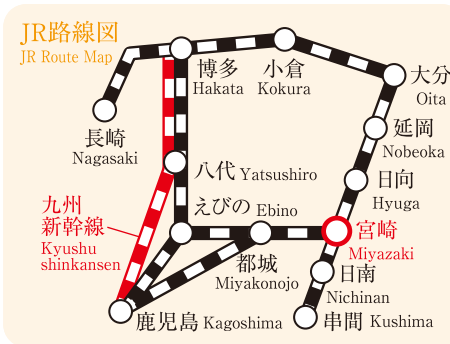 JR路線図
JR Route Map
博多
Hakata
小倉
Kokura
大分
Oita
長崎
Nagasaki
延岡
Nobeoka
八代 Yatsushiro
日向
Hyuga
えびの Ebino
九州
新幹線
Kyushu
shinkansen
宮崎
Miyazaki
都城
Miyakonojo
日南
Nichinan
鹿児島 Kagoshima
串間 Kushima